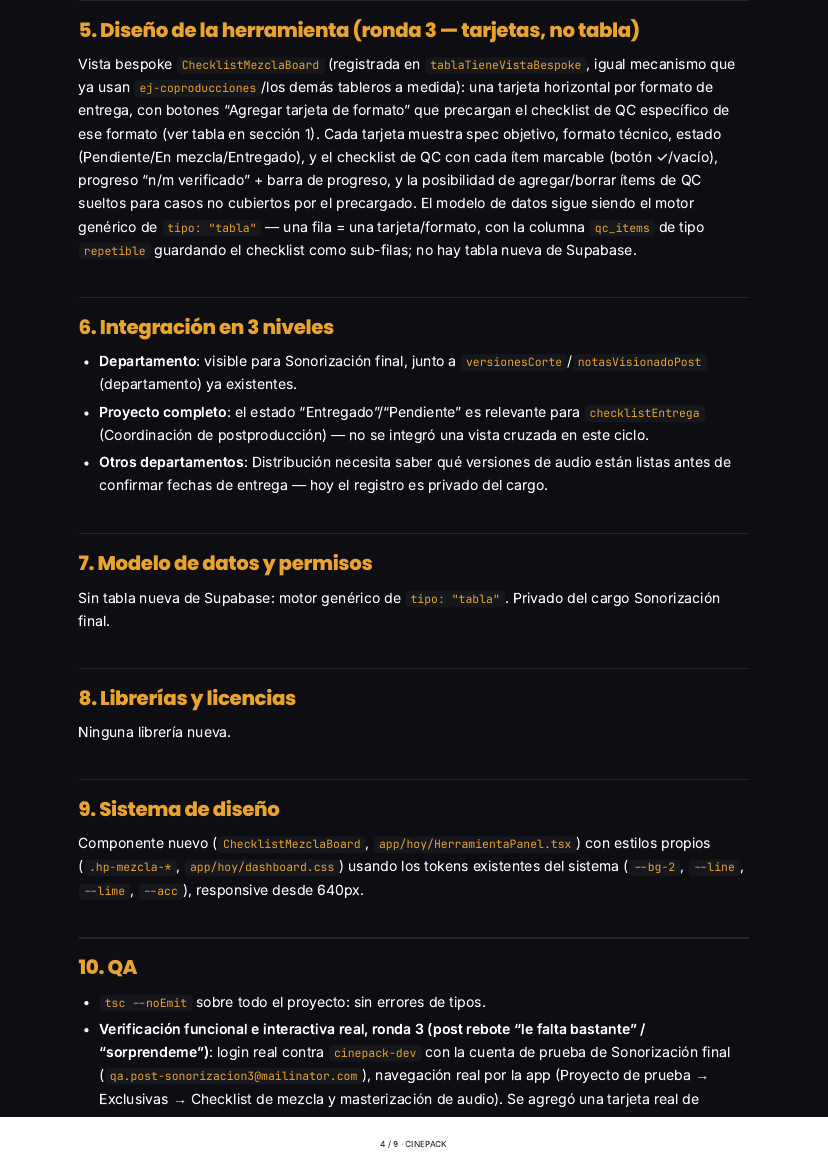 5. Diseño de la herramienta (ronda 3 — tarjetas, no tabla)
Vista bespoke ChecklistMezclaBoard (registrada en tablaTieneVistaBespoke, igual mecanismo que
ya usan ej-coproducciones/los demás tableros a medida): una tarjeta horizontal por formato de
entrega, con botones “Agregar tarjeta de formato” que precargan el checklist de QC específico de
ese formato (ver tabla en sección 1). Cada tarjeta muestra spec objetivo, formato técnico, estado
(Pendiente/En mezcla/Entregado), y el checklist de QC con cada ítem marcable (botón ✓/vacío),
progreso “n/m verificado” + barra de progreso, y la posibilidad de agregar/borrar ítems de QC
sueltos para casos no cubiertos por el precargado. El modelo de datos sigue siendo el motor
genérico de tipo: "tabla" — una fila = una tarjeta/formato, con la columna qc_items de tipo
repetible guardando el checklist como sub-filas; no hay tabla nueva de Supabase.
6. Integración en 3 niveles
• Departamento: visible para Sonorización final, junto a versionesCorte / notasVisionadoPost
(departamento) ya existentes.
• Proyecto completo: el estado “Entregado”/“Pendiente” es relevante para checklistEntrega
(Coordinación de postproducción) — no se integró una vista cruzada en este ciclo.
• Otros departamentos: Distribución necesita saber qué versiones de audio están listas antes de
confirmar fechas de entrega — hoy el registro es privado del cargo.
7. Modelo de datos y permisos
Sin tabla nueva de Supabase: motor genérico de tipo: "tabla" . Privado del cargo Sonorización
final.
8. Librerías y licencias
Ninguna librería nueva.
9. Sistema de diseño
Componente nuevo ( ChecklistMezclaBoard , app/hoy/HerramientaPanel.tsx ) con estilos propios
( .hp-mezcla-* , app/hoy/dashboard.css ) usando los tokens existentes del sistema ( --bg-2 , --line ,
--lime , --acc ), responsive desde 640px.
10. QA
• tsc --noEmit sobre todo el proyecto: sin errores de tipos.
• Verificación funcional e interactiva real, ronda 3 (post rebote “le falta bastante” /
“sorprendeme”): login real contra cinepack-dev con la cuenta de prueba de Sonorización final
( qa.post-sonorizacion3@mailinator.com ), navegación real por la app (Proyecto de prueba →
Exclusivas → Checklist de mezcla y masterización de audio). Se agregó una tarjeta real de
4 / 9 · CINEPACK